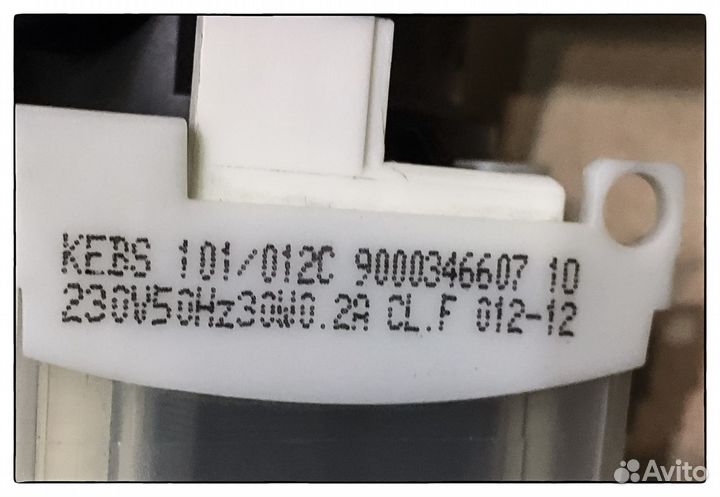 KEBS 101/012C 9000346607 10
230V50Hz30W0.2A CL.F 012-12
Avito